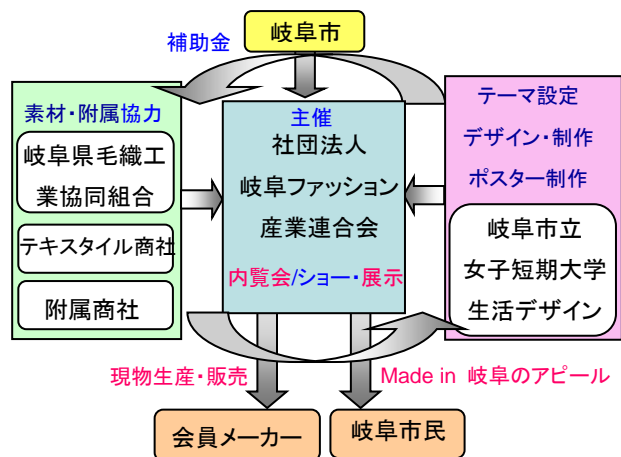 岐阜市
補助金
素材・附属協力
岐阜県毛織工
業協同組合
テキスタイル商社
附属商社
主催
社団法人
岐阜ファッション
産業連合会
内覧会/ショー・展示
テーマ設定
デザイン・制作
ポスター制作
岐阜市立
女子短期大学
生活デザイン
現物生産・販売
Made in 岐阜のアピール
会員メーカー
岐阜市民